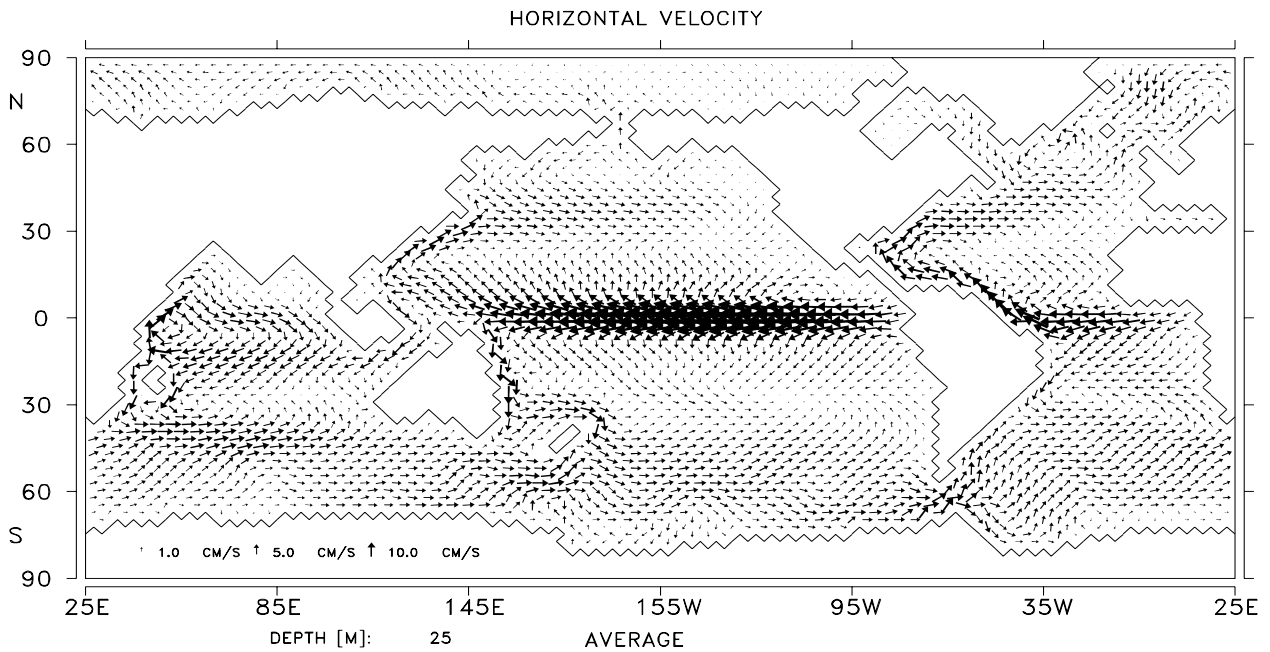 HORIZONTAL VELOCITY
90
N
60
30
0
30
60
S
90
1.0 CM/S 5.0 CM/S 10.0 CM/S
25E 85E 145E 155W 95W 35W 25E
DEPTH [M]: 25 AVERAGE